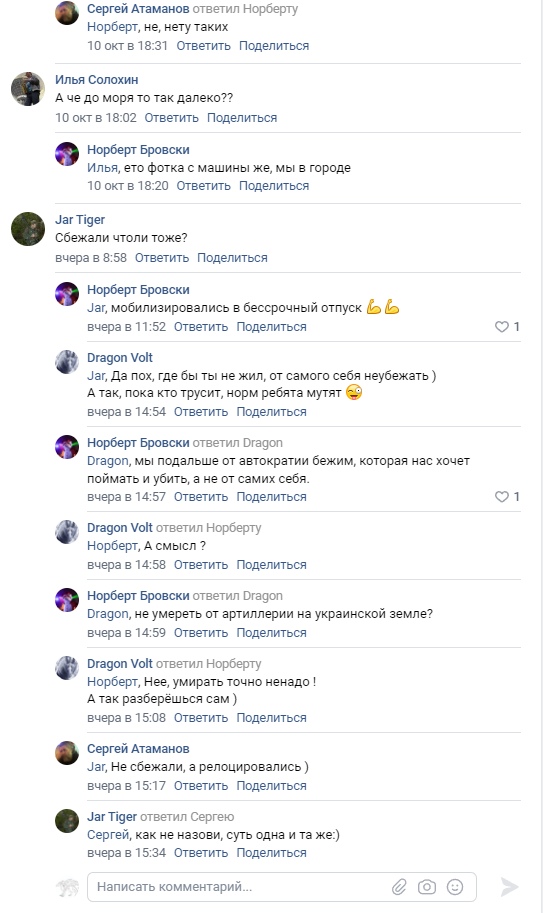 Сергей Атаманов ответил Норберту
Норберт, не, нету таких
10 окт в 18:31 Ответить Поделиться
Илья Солохин
А че до моря то так далеко??
10 окт в 18:02 Ответить Поделиться
Норберт Бровски
Илья, ето фотка с машины же, мы в городе
10 окт в 18:20 Ответить Поделиться
Jar Tiger
Сбежали чтоли тоже?
вчера в 8:58 Ответить Поделиться
Норберт Бровски
Jar, мобилизировались в бессрочный отпуск 💪💪
вчера в 11:52 Ответить Поделиться 1
Dragon Volt
Jar, Да пох, где бы ты не жил, от самого себя неубежать )
А так, пока кто трусит, норм ребята мутят 😜
вчера в 14:54 Ответить Поделиться
Норберт Бровски ответил Dragon
Dragon, мы подальше от автократии бежим, которая нас хочет
поймать и убить, а не от самих себя.
вчера в 14:57 Ответить Поделиться 1
Dragon Volt ответил Норберту
Норберт, А смысл ?
вчера в 14:58 Ответить Поделиться
Норберт Бровски ответил Dragon
Dragon, не умереть от артиллерии на украинской земле?
вчера в 14:59 Ответить Поделиться
Dragon Volt ответил Норберту
Норберт, Нее, умирать точно ненадо !
А так разберёшься сам )
вчера в 15:08 Ответить Поделиться
Сергей Атаманов
Jar, Не сбежали, а релоцировались )
вчера в 15:17 Ответить Поделиться
Jar Tiger ответил Сергею
Сергей, как не назови, суть одна и та же:)
вчера в 15:34 Ответить Поделиться
Написать комментарий...